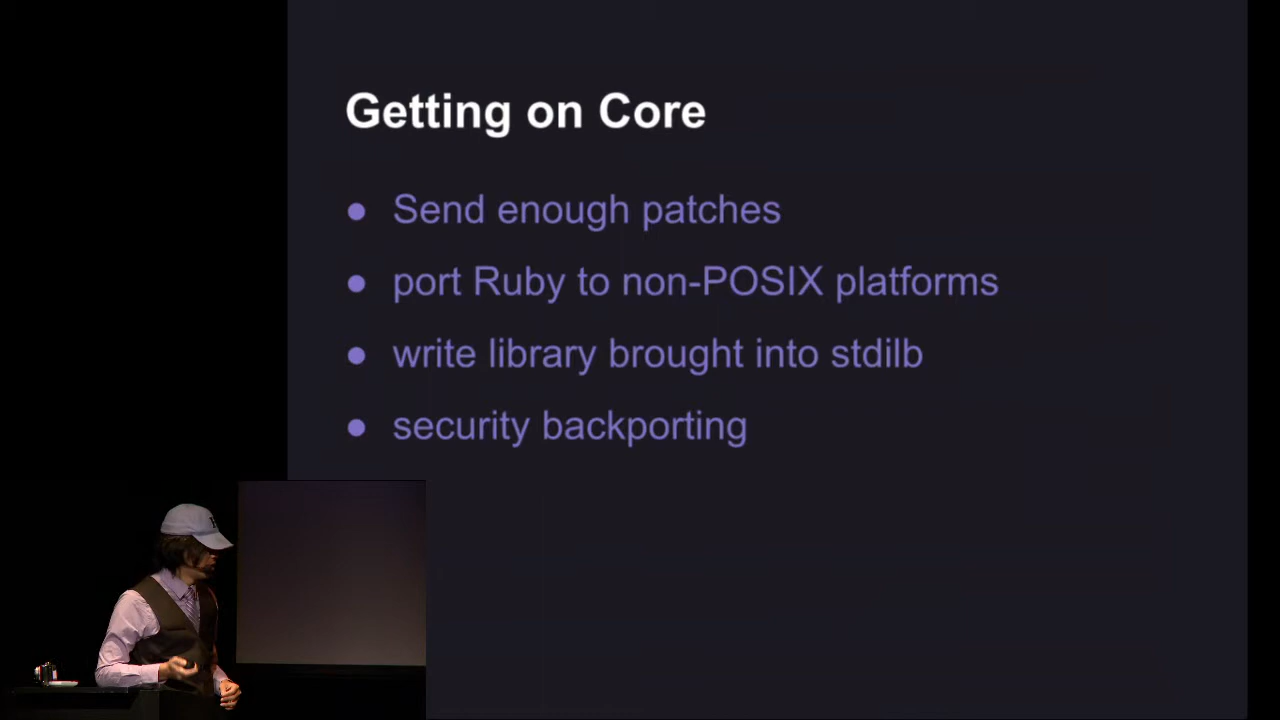 Getting on Core
● Send enough patches
● port Ruby to non-POSIX platforms
● write library brought into stdilb
● security backporting